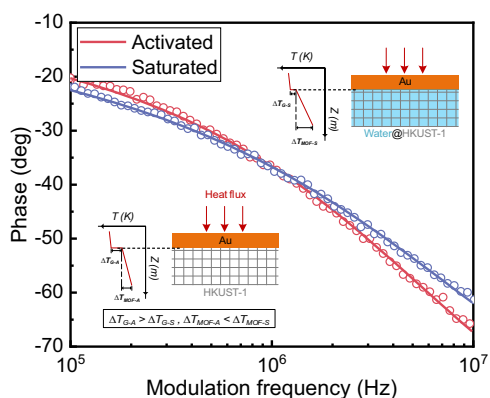 Activated
Saturated
T (K)
Z (m)
ΔT_G-S
ΔT_MOF-S
Au
Water@HKUST-1
Phase (deg)
-10
-20
-30
-40
-50
-60
-70
T (K)
Z (m)
ΔT_G-A
ΔT_MOF-A
Heat flux
Au
HKUST-1
ΔT_G-A > ΔT_G-S , ΔT_MOF-A < ΔT_MOF-S
10^5
10^6
10^7
Modulation frequency (Hz)